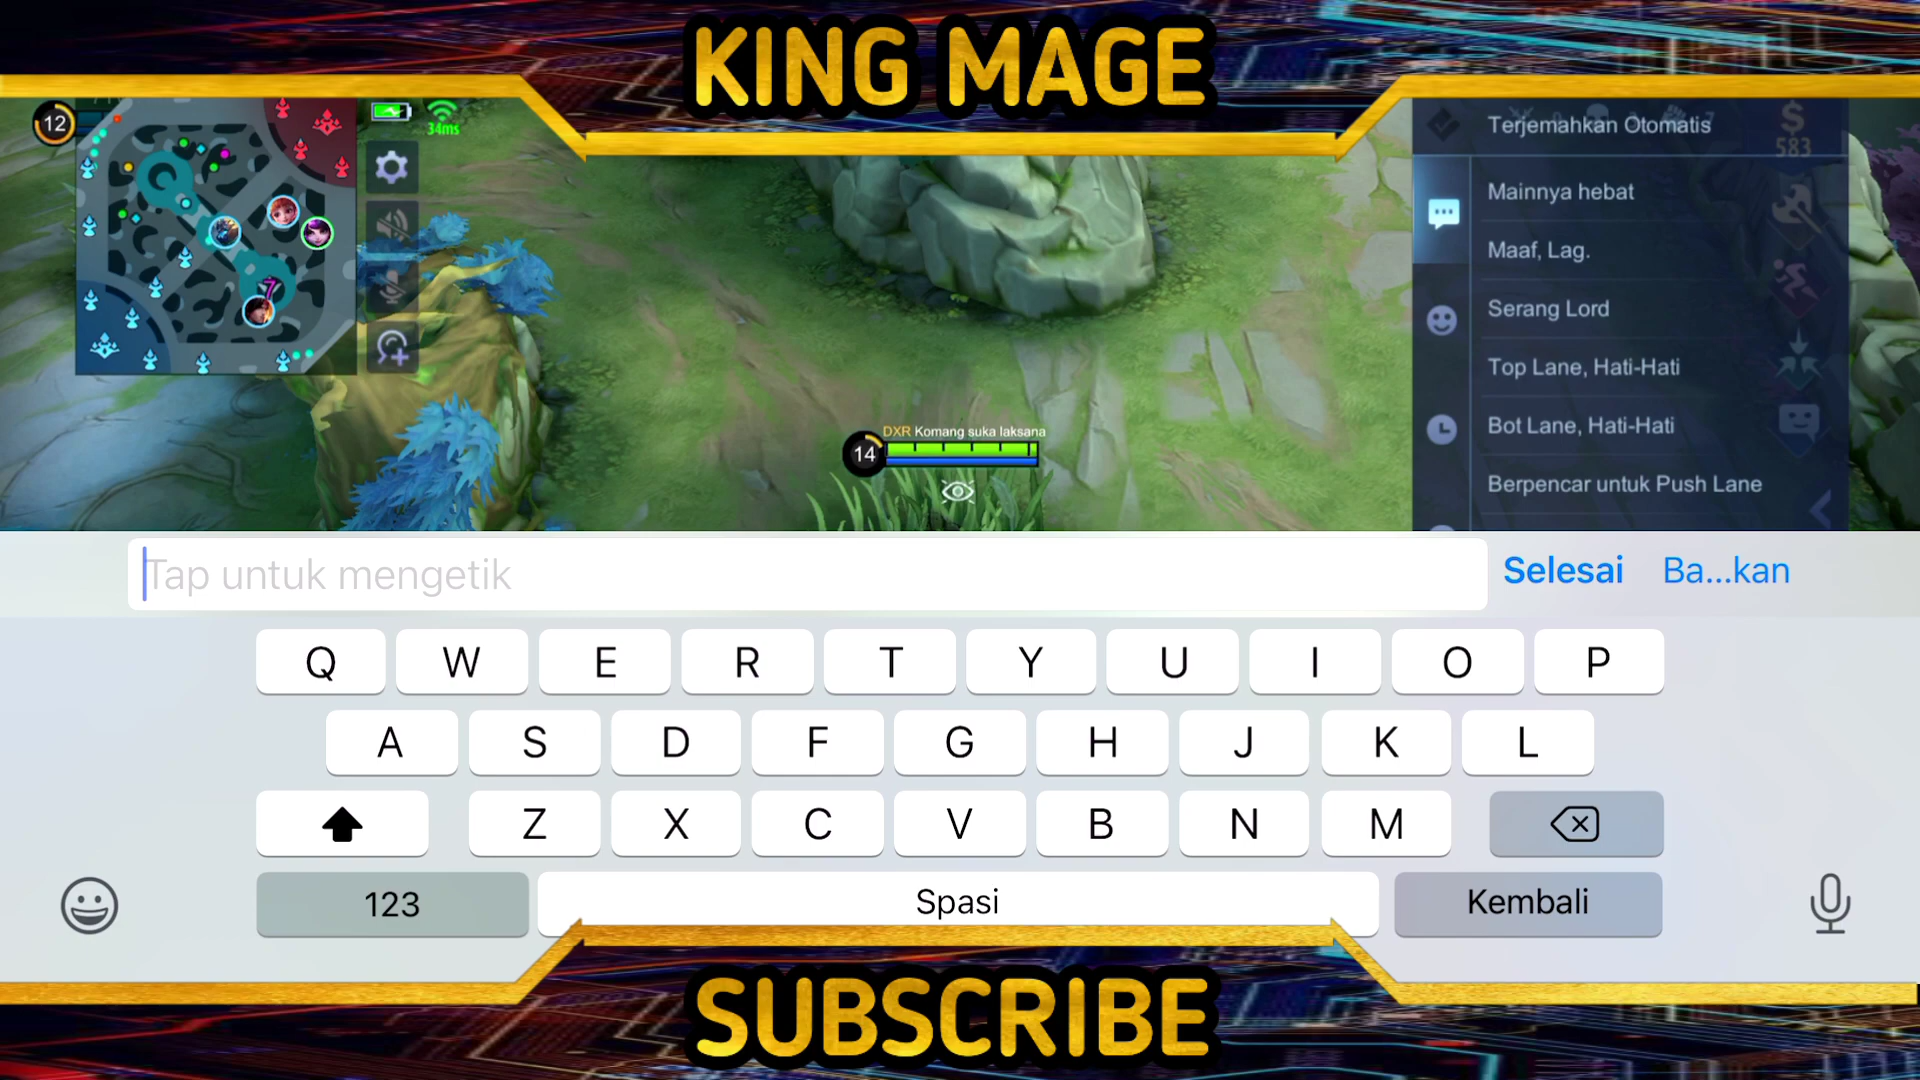 KING MAGE
12
34ms
Terjemahkan Otomatis
583
Mainnya hebat
Maaf, Lag.
Serang Lord
Top Lane, Hati-Hati
Bot Lane, Hati-Hati
Berpencar untuk Push Lane
7
DXR Komang suka laksana
14
Tap untuk mengetik
Selesai
Ba...kan
Q W E R T Y U I O P
A S D F G H J K L
Z X C V B N M
123
Spasi
Kembali
SUBSCRIBE